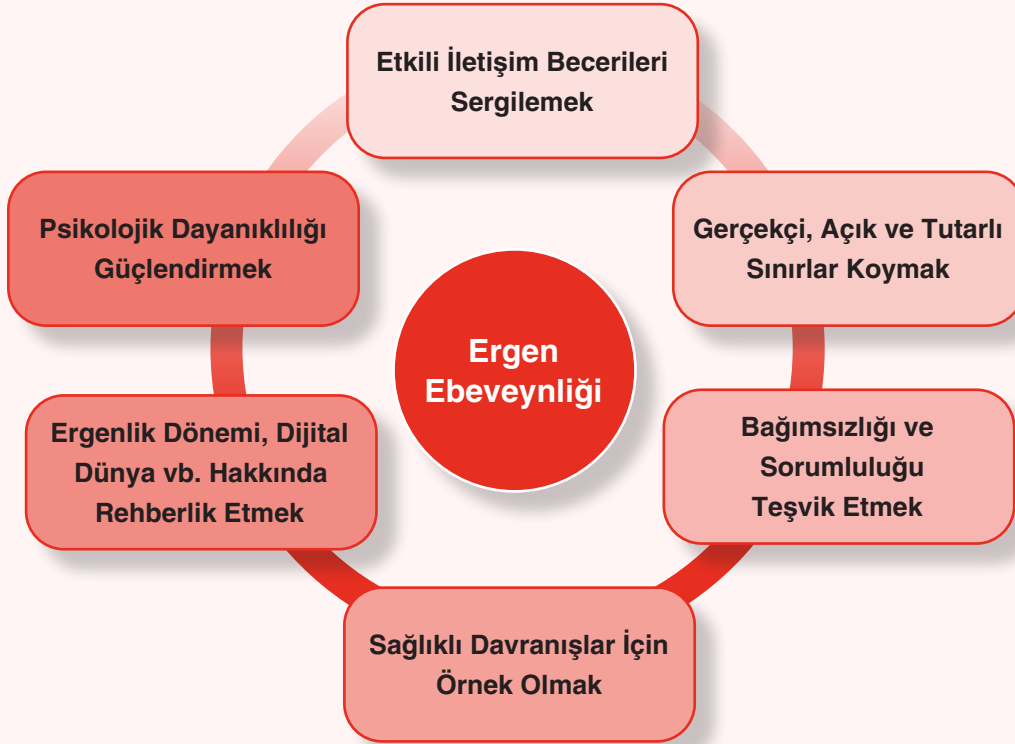 Etkili İletişim Becerileri
Sergilemek
Gerçekçi, Açık ve Tutarlı
Sınırlar Koymak
Bağımsızlığı ve
Sorumluluğu
Teşvik Etmek
Sağlıklı Davranışlar İçin
Örnek Olmak
Ergenlik Dönemi, Dijital
Dünya vb. Hakkında
Rehberlik Etmek
Psikolojik Dayanıklılığı
Güçlendirmek
Ergen
Ebeveynliği